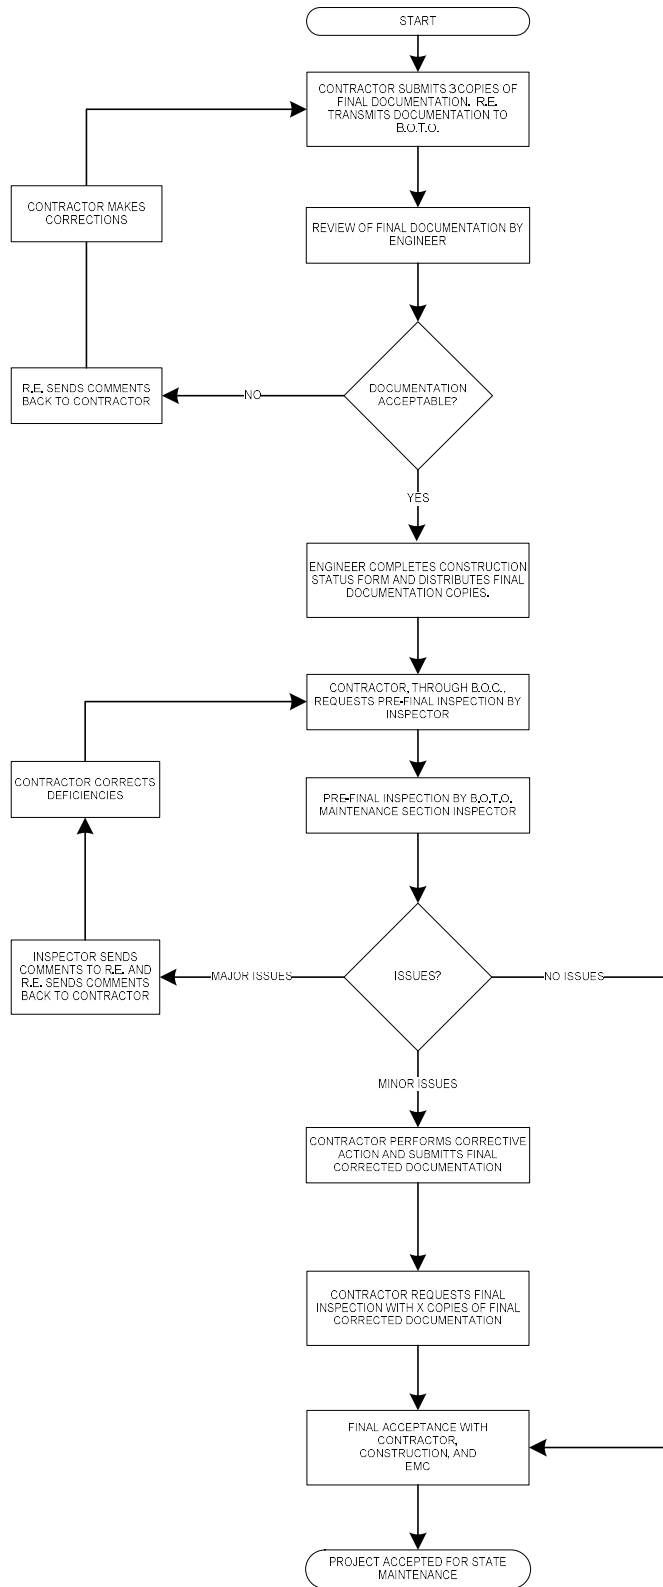 START
CONTRACTOR SUBMITS 3COPIES OF
FINAL DOCUMENTATION. R.E.
TRANSMITS DOCUMENTATION TO
B.O.T.O.
CONTRACTOR MAKES
CORRECTIONS
REVIEW OF FINAL DOCUMENTATION BY
ENGINEER
R.E. SENDS COMMENTS
BACK TO CONTRACTOR
NO
DOCUMENTATION
ACCEPTABLE?
YES
ENGINEER COMPLETES CONSTRUCTION
STATUS FORM AND DISTRIBUTES FINAL
DOCUMENTATION COPIES.
CONTRACTOR, THROUGH B.O.C.,
REQUESTS PRE-FINAL INSPECTION BY
INSPECTOR
CONTRACTOR CORRECTS
DEFICIENCIES
PRE-FINAL INSPECTION BY B.O.T.O.
MAINTENANCE SECTION INSPECTOR
INSPECTOR SENDS
COMMENTS TO R.E. AND
R.E. SENDS COMMENTS
BACK TO CONTRACTOR
MAJOR ISSUES
ISSUES?
NO ISSUES
MINOR ISSUES
CONTRACTOR PERFORMS CORRECTIVE
ACTION AND SUBMITTS FINAL
CORRECTED DOCUMENTATION
CONTRACTOR REQUESTS FINAL
INSPECTION WITH X COPIES OF FINAL
CORRECTED DOCUMENTATION
FINAL ACCEPTANCE WITH
CONTRACTOR,
CONSTRUCTION, AND
EMC
PROJECT ACCEPTED FOR STATE
MAINTENANCE